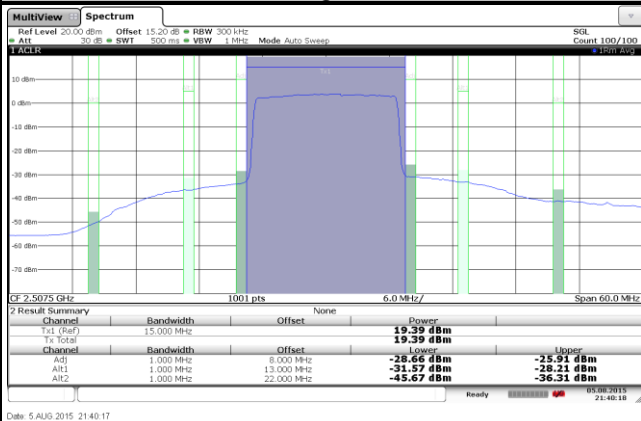 MultiView Spectrum
Ref Level 20.00 dBm Offset 15.20 dB RBW 300 kHz SGL
Att 30 dB SWT 500 ms VBW 1 MHz Mode Auto Sweep Count 100/100
1 ACLR 1Rm Avg
10 dBm
0 dBm
-10 dBm
-20 dBm
-30 dBm
-40 dBm
-50 dBm
-60 dBm
-70 dBm
CF 2.5075 GHz 1001 pts 6.0 MHz/ Span 60.0 MHz
2 Result Summary None
Channel Bandwidth Offset Power
Tx1 (Ref) 15.000 MHz 19.39 dBm
Tx Total 19.39 dBm
Channel Bandwidth Offset Lower Upper
Adj 1.000 MHz 8.000 MHz -28.66 dBm -25.91 dBm
Alt1 1.000 MHz 13.000 MHz -31.57 dBm -28.21 dBm
Alt2 1.000 MHz 22.000 MHz -45.67 dBm -36.31 dBm
Ready 05.08.2015
21:40:18
Date: 5.AUG.2015 21:40:17